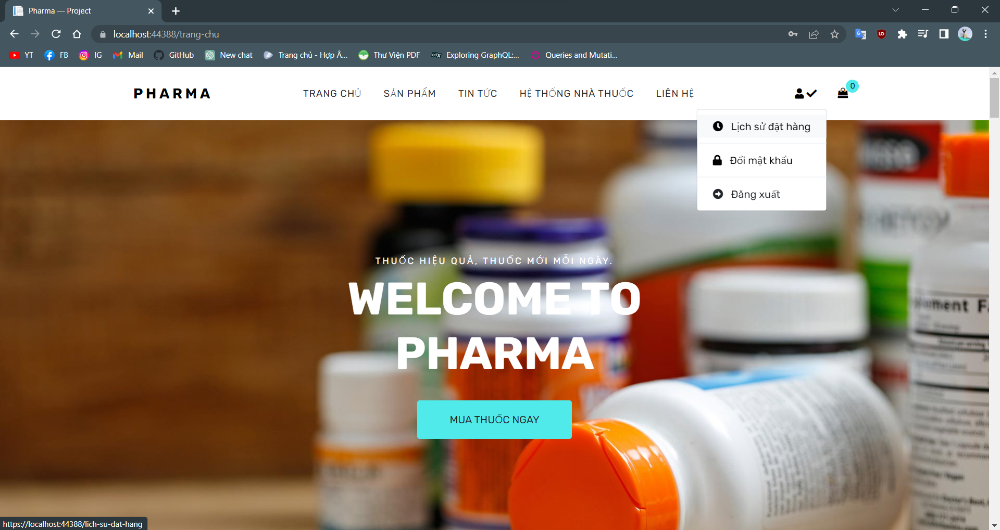 Pharma — Project
localhost:44388/trang-chu
YT FB IG Mail GitHub New chat Trang chủ - Hợp Â... Thư Viện PDF edX Exploring GraphQL:... Queries and Mutati...
PHARMA TRANG CHỦ SẢN PHẨM TIN TỨC HỆ THỐNG NHÀ THUỐC LIÊN HỆ 0
Lịch sử đặt hàng
Đổi mật khẩu
Đăng xuất
THUỐC HIỆU QUẢ, THUỐC MỚI MỖI NGÀY.
WELCOME TO
PHARMA
MUA THUỐC NGAY
https://localhost:44388/lich-su-dat-hang